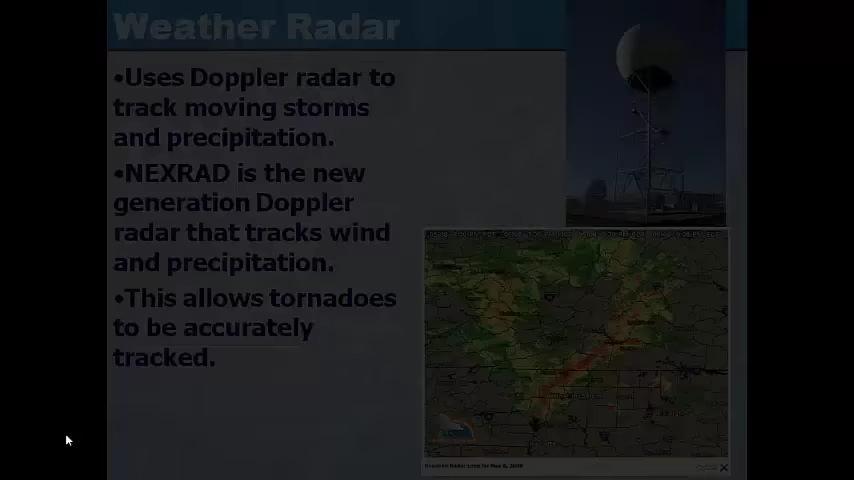 Weather Radar
•Uses Doppler radar to
track moving storms
and precipitation.
•NEXRAD is the new
generation Doppler
radar that tracks wind
and precipitation.
•This allows tornadoes
to be accurately
tracked.